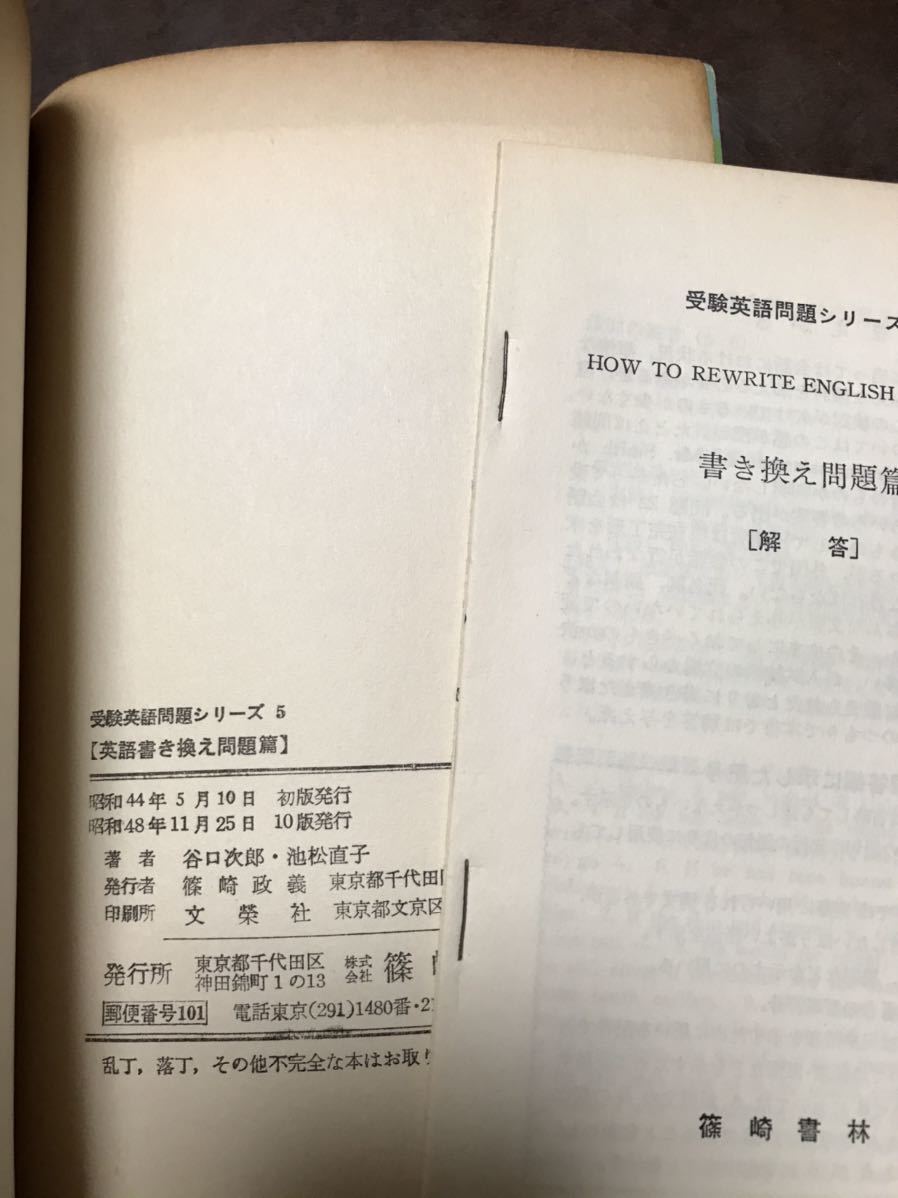 受験英語問題シリーズ 5
【英語書き換え問題篇】
昭和44年5月10日 初版発行
昭和48年11月25日 10版発行
著者 谷口次郎・池松直子
発行者 篠崎政義 東京都千代田
印刷所 文榮社 東京都文京区
発行所 東京都千代田区神田錦町1の13 株式会社 篠
郵便番号101 電話東京(291)1480番・2
乱丁，落丁，その他不完全な本はお取
受験英語問題シリーズ
HOW TO REWRITE ENGLISH
書き換え問題篇
［解 答］
篠崎書林